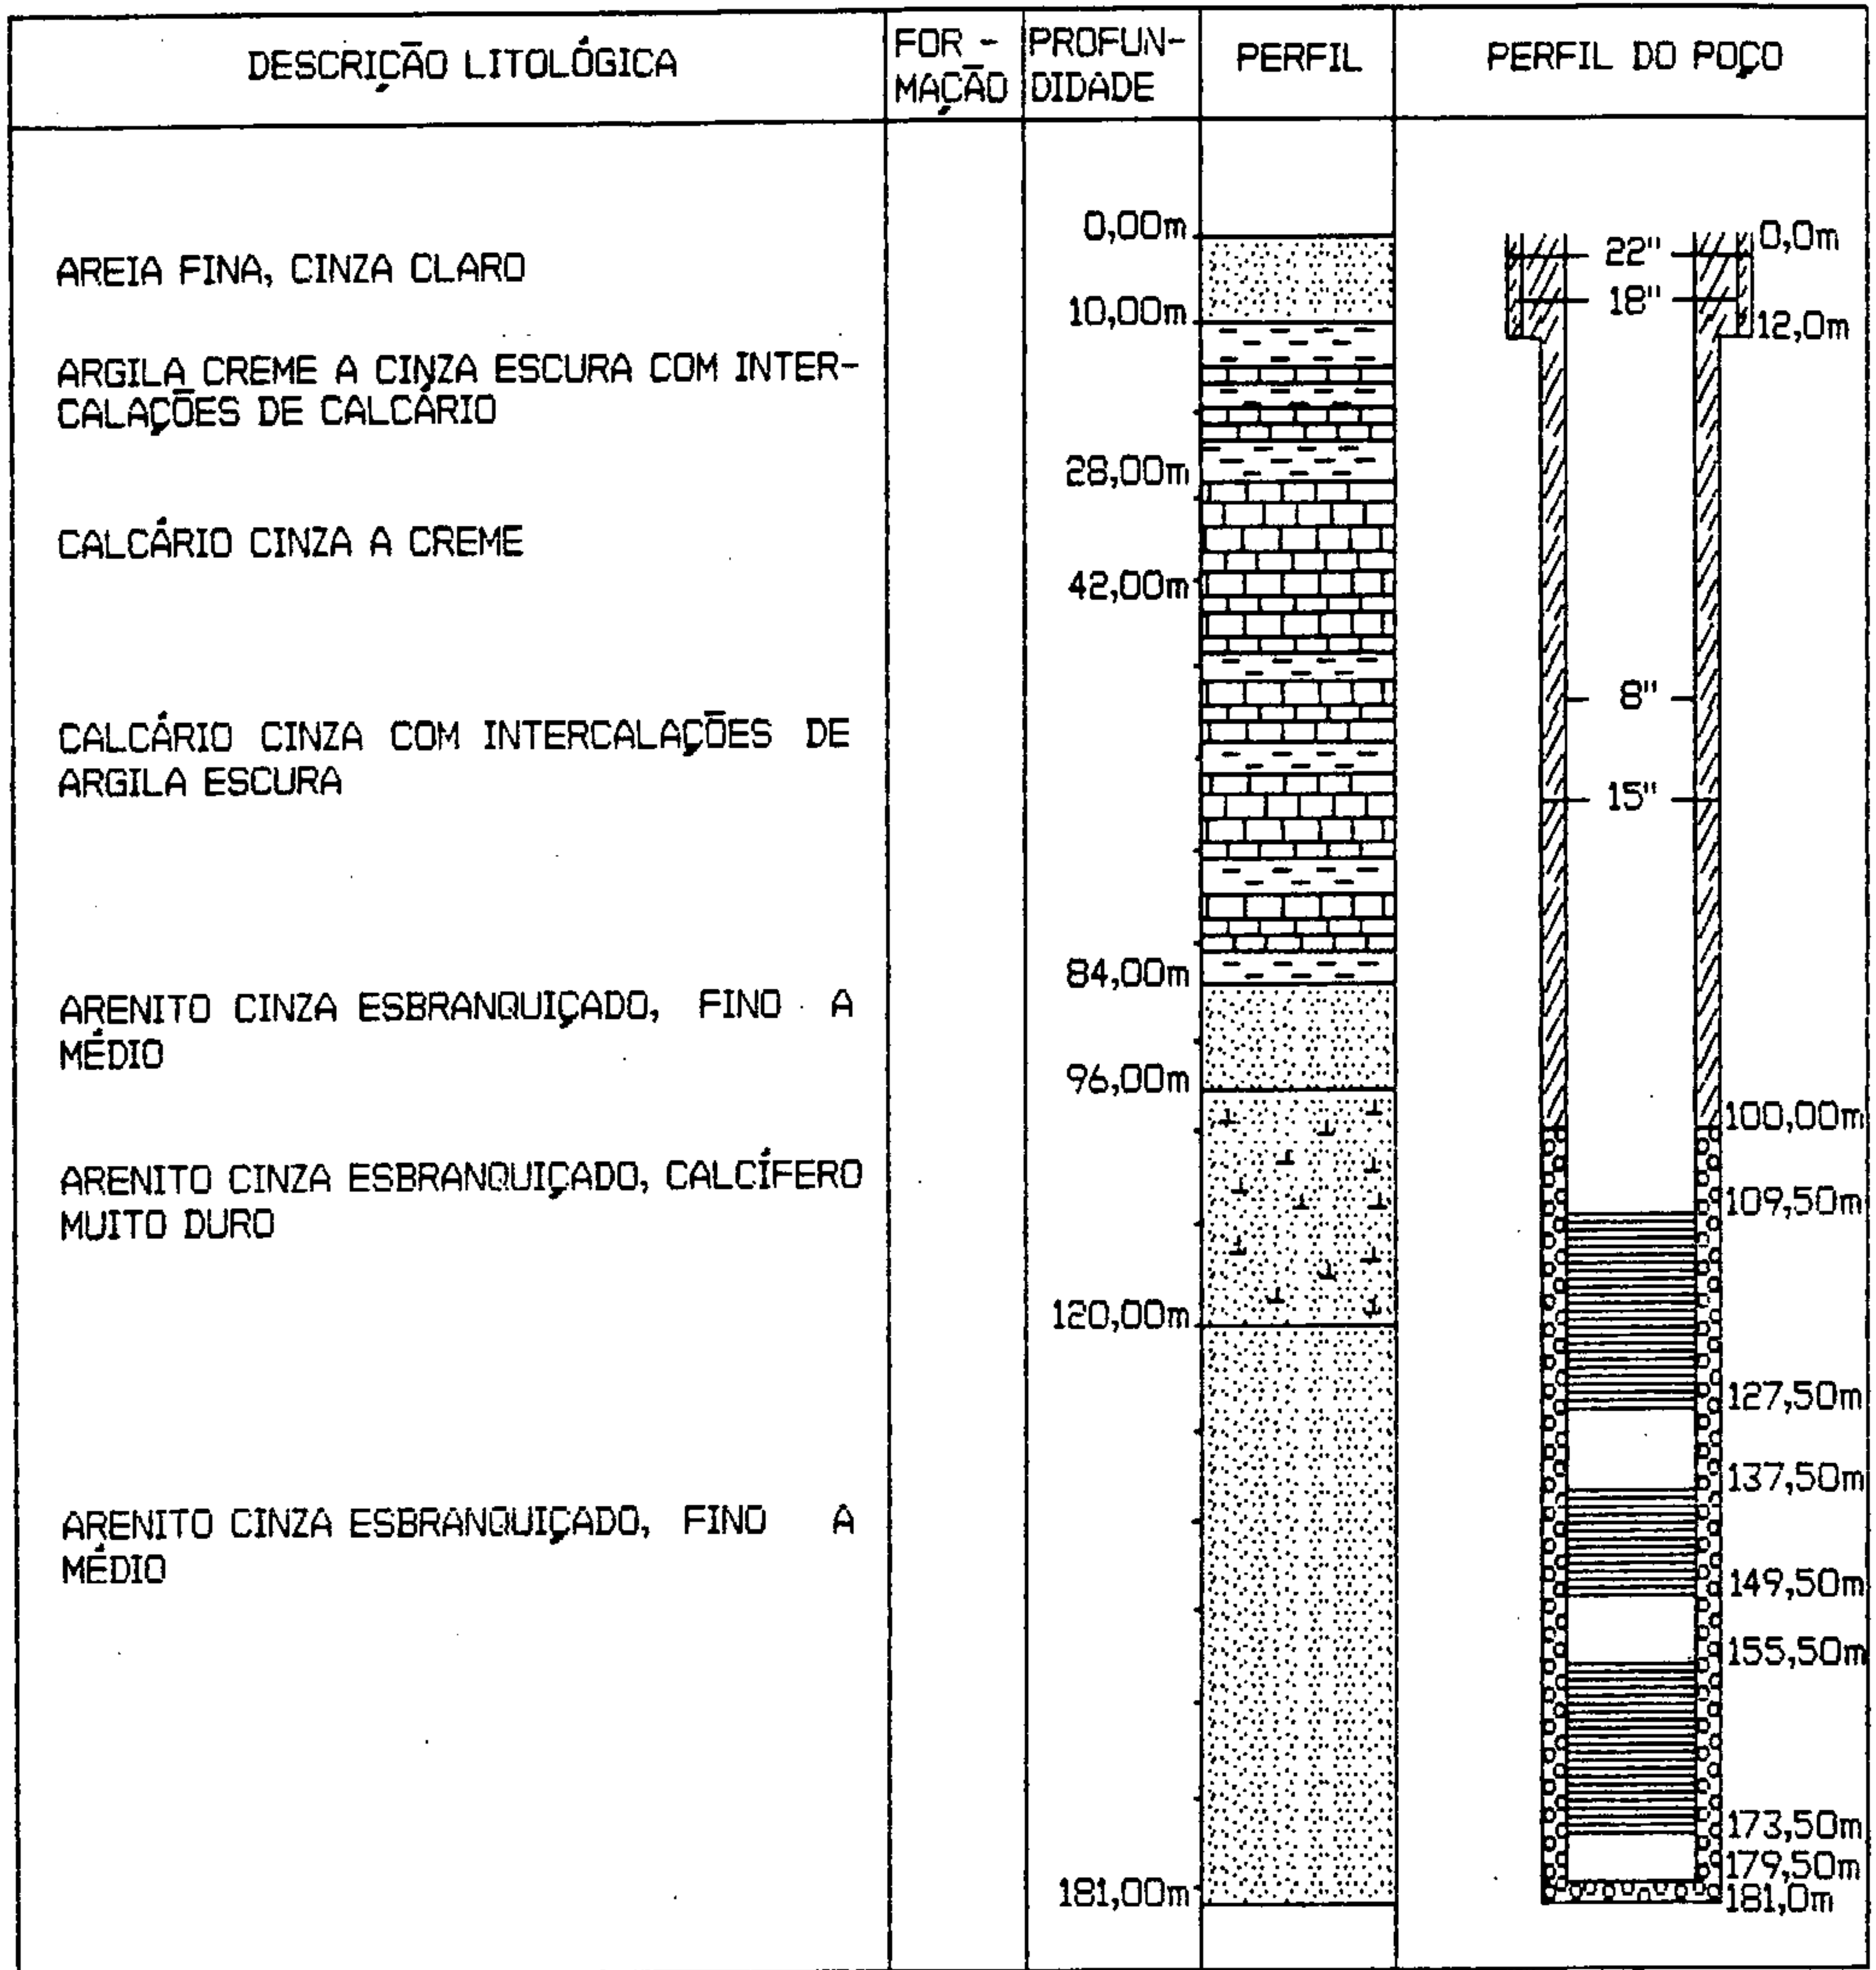 DESCRIÇÃO LITOLÓGICA
FOR -
MAÇÃO
PROFUN-
DIDADE
PERFIL
PERFIL DO POÇO
AREIA FINA, CINZA CLARO
ARGILA CREME A CINZA ESCURA COM INTER-
CALAÇÕES DE CALCÁRIO
CALCÁRIO CINZA A CREME
CALCÁRIO CINZA COM INTERCALAÇÕES DE
ARGILA ESCURA
ARENITO CINZA ESBRANQUIÇADO, FINO A
MÉDIO
ARENITO CINZA ESBRANQUIÇADO, CALCÍFERO
MUITO DURO
ARENITO CINZA ESBRANQUIÇADO, FINO A
MÉDIO
0,00m
10,00m
28,00m
42,00m
84,00m
96,00m
120,00m
181,00m
22"
18"
8"
15"
0,0m
12,0m
100,00m
109,50m
127,50m
137,50m
149,50m
155,50m
173,50m
179,50m
181,0m